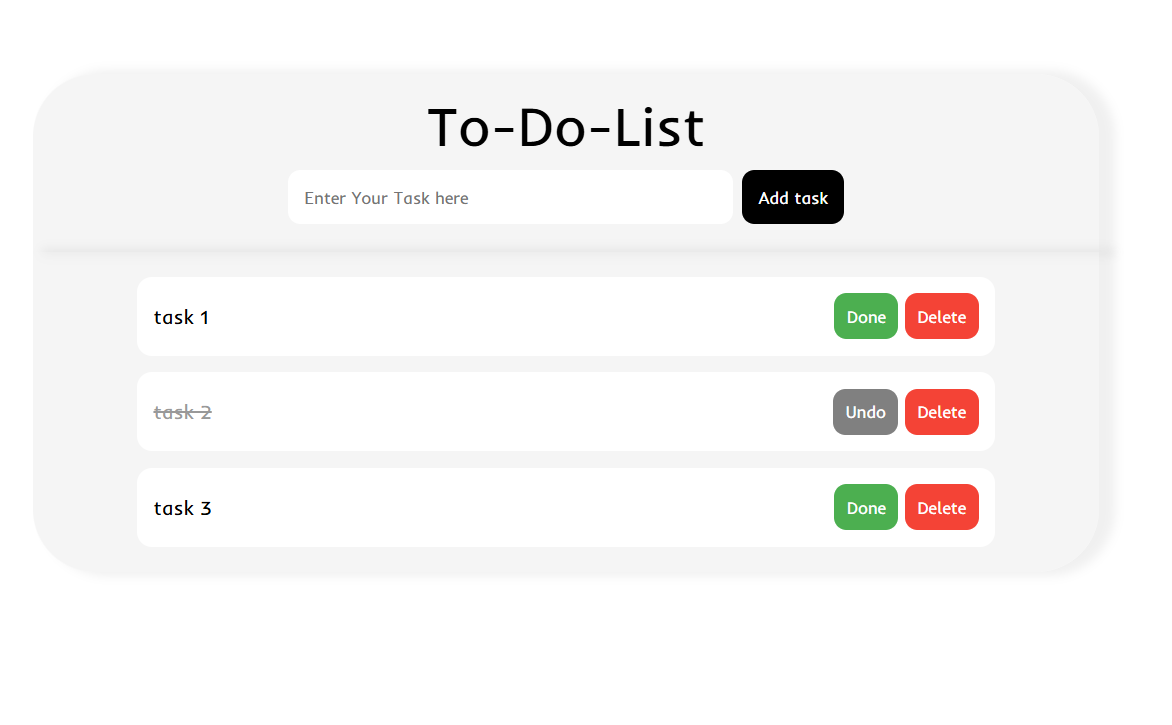 To-Do-List
Enter Your Task here Add task
task 1 Done Delete
task 2 Undo Delete
task 3 Done Delete